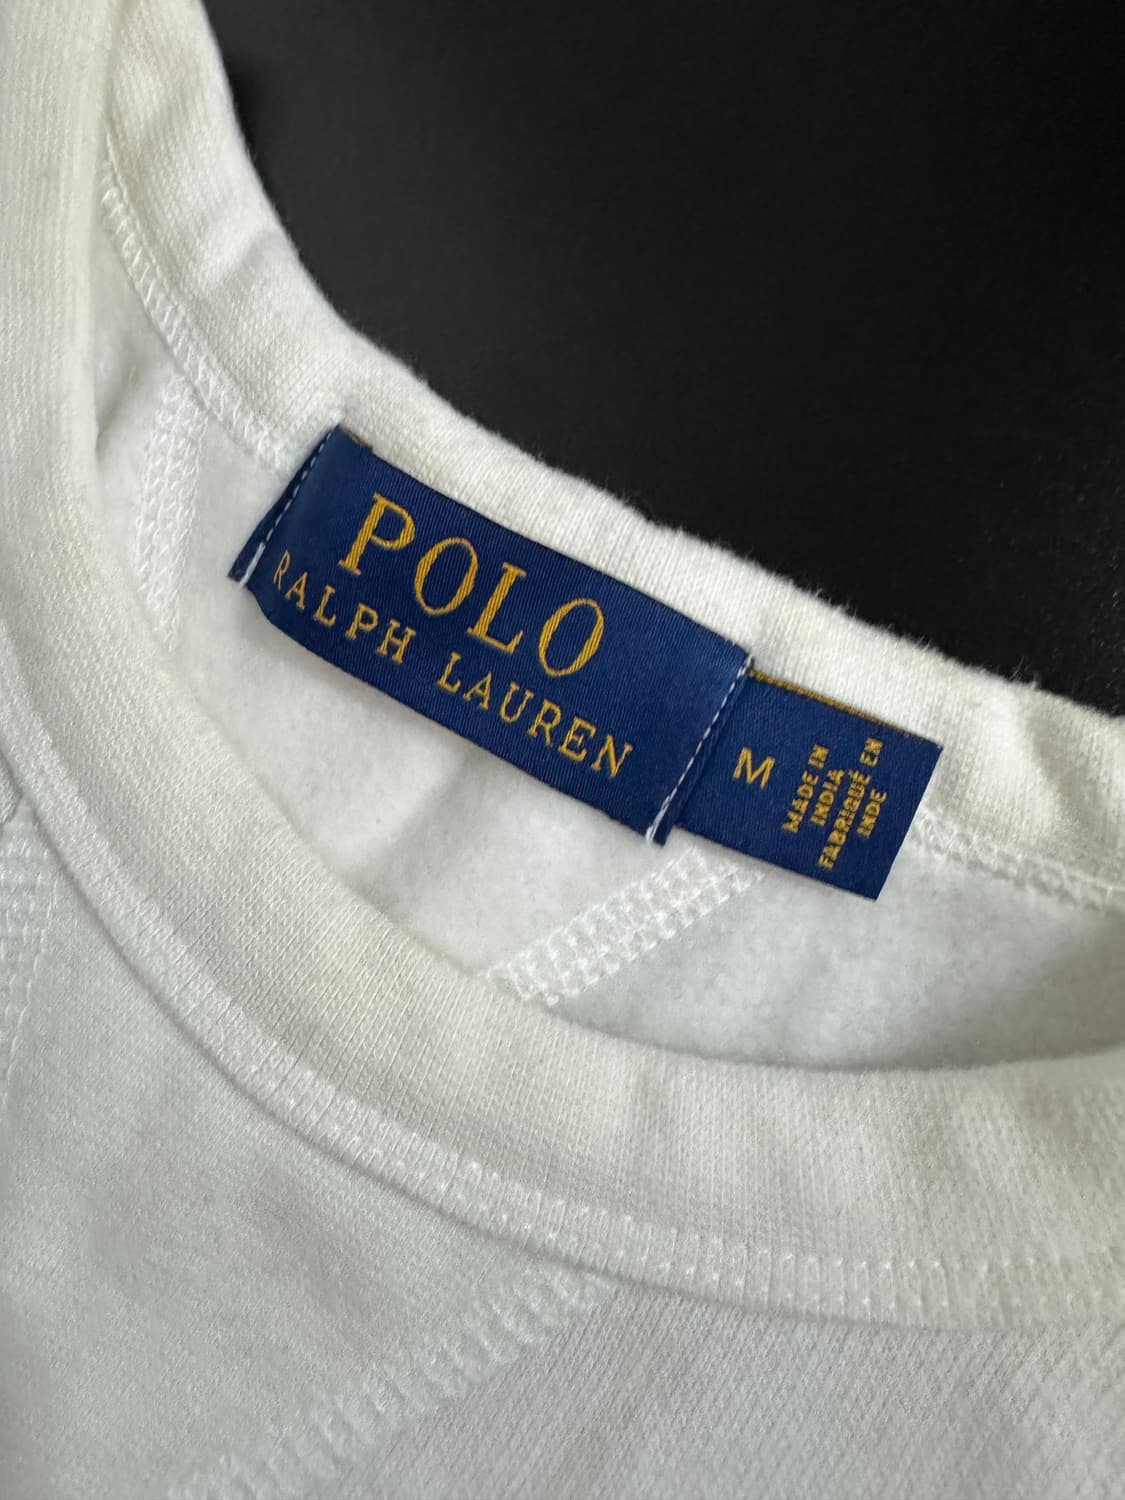 POLO
RALPH LAUREN
M
MADE IN
INDIA
FABRIQUÉ EN
INDE